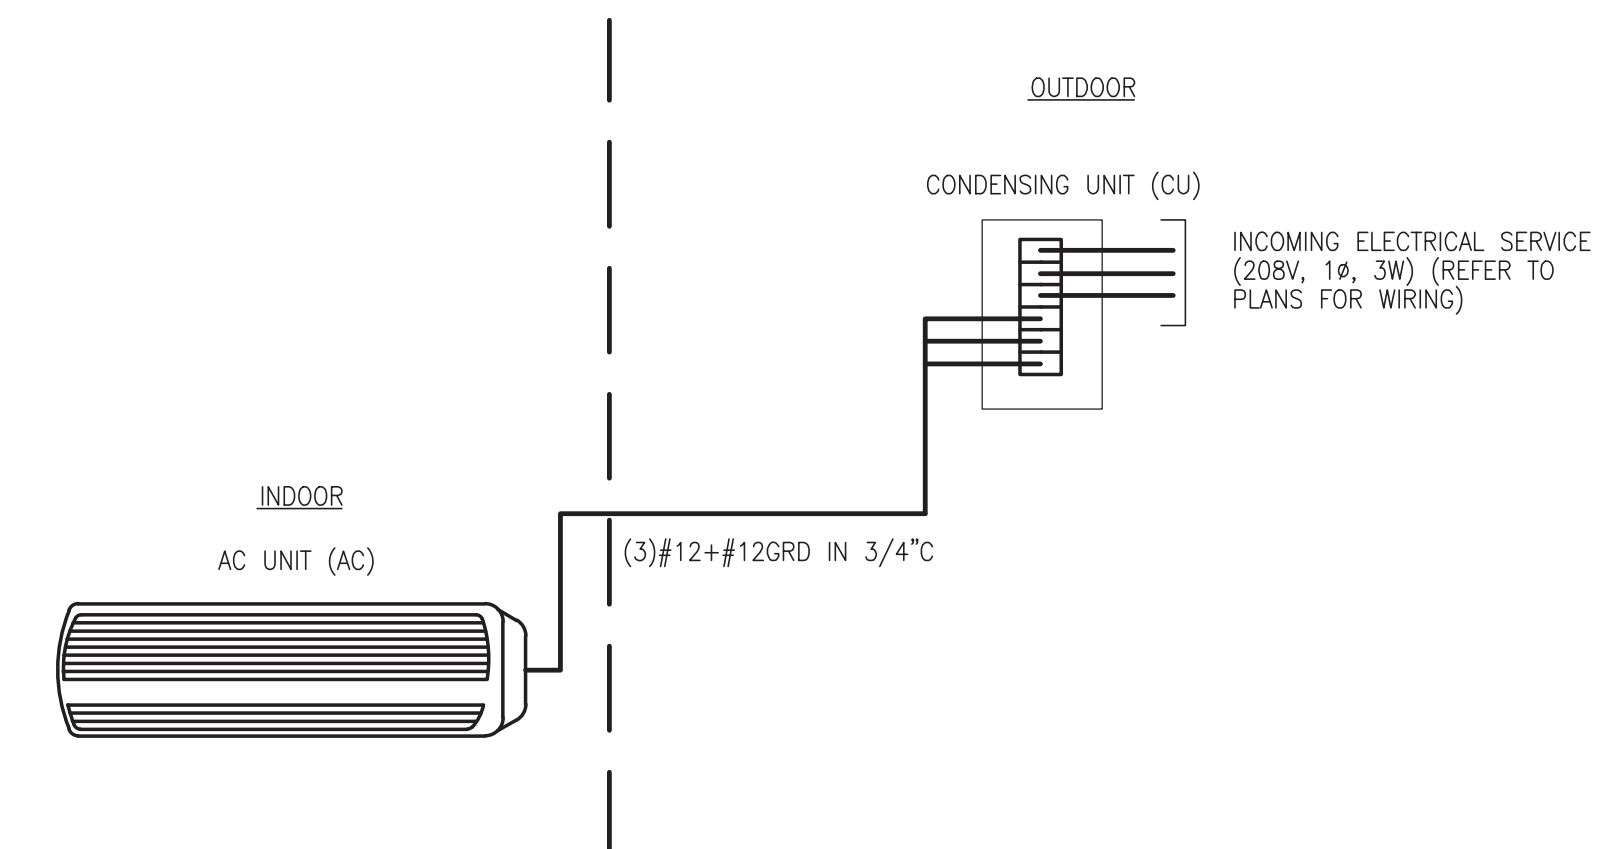 OUTDOOR
CONDENSING UNIT (CU)
INCOMING ELECTRICAL SERVICE
(208V, 1ø, 3W) (REFER TO
PLANS FOR WIRING)
INDOOR
AC UNIT (AC)
(3)#12+#12GRD IN 3/4"C